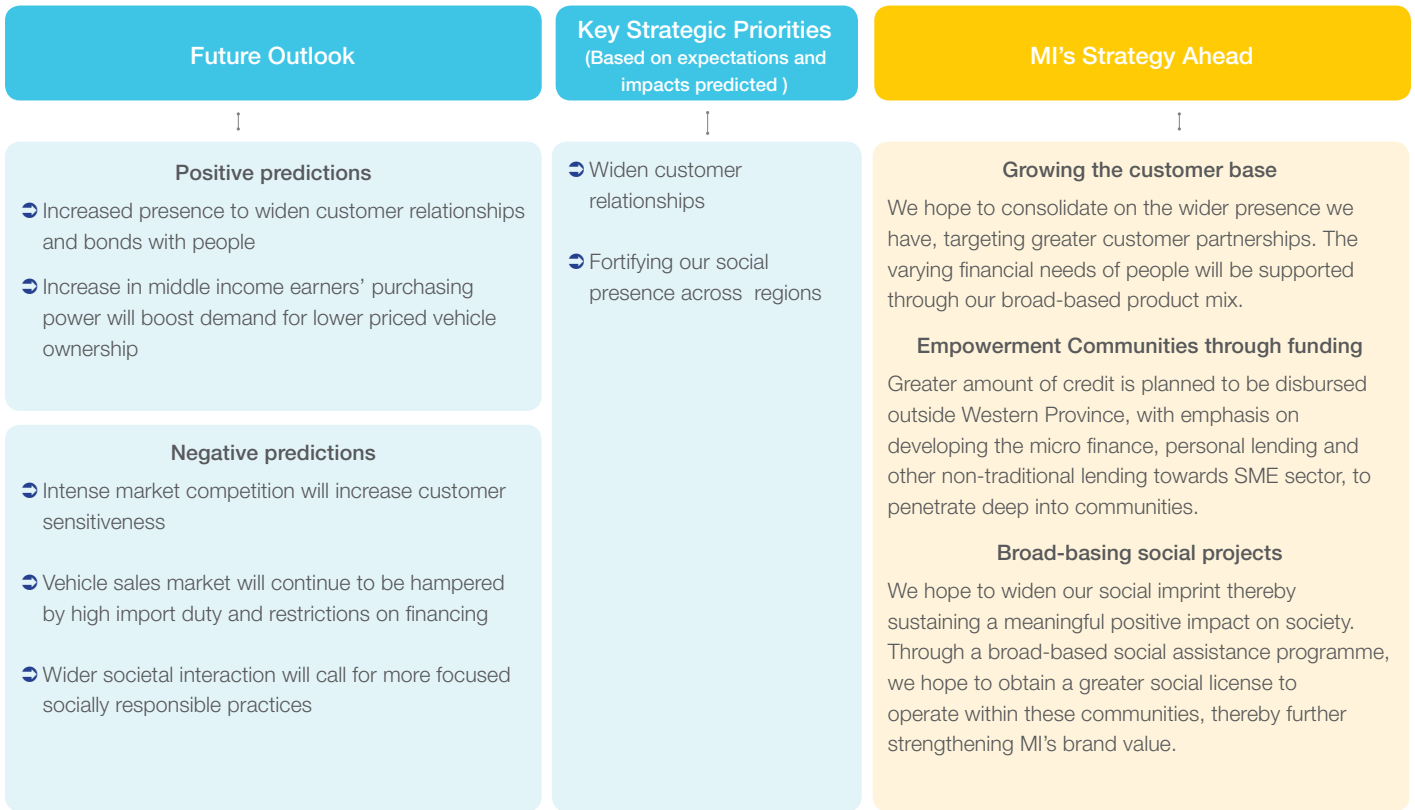 Future Outlook
Positive predictions
Increased presence to widen customer relationships
and bonds with people
Increase in middle income earners' purchasing
power will boost demand for lower priced vehicle
ownership
Negative predictions
Intense market competition will increase customer
sensitiveness
Vehicle sales market will continue to be hampered
by high import duty and restrictions on financing
Wider societal interaction will call for more focused
socially responsible practices
Key Strategic Priorities
(Based on expectations and
impacts predicted )
Widen customer
relationships
Fortifying our social
presence across regions
MI's Strategy Ahead
Growing the customer base
We hope to consolidate on the wider presence we
have, targeting greater customer partnerships. The
varying financial needs of people will be supported
through our broad-based product mix.
Empowerment Communities through funding
Greater amount of credit is planned to be disbursed
outside Western Province, with emphasis on
developing the micro finance, personal lending and
other non-traditional lending towards SME sector, to
penetrate deep into communities.
Broad-basing social projects
We hope to widen our social imprint thereby
sustaining a meaningful positive impact on society.
Through a broad-based social assistance programme,
we hope to obtain a greater social license to
operate within these communities, thereby further
strengthening MI's brand value.